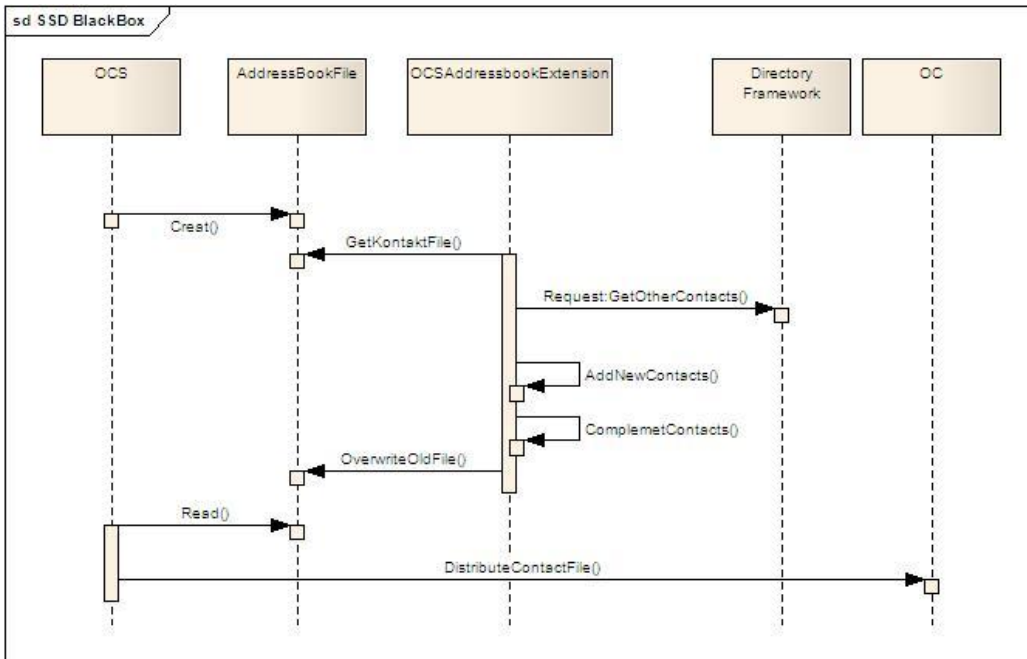 sd SSD BlackBox
OCS
AddressBookFile
OCSAddressbookExtension
Directory
Framework
OC
Creat()
GetKontaktFile()
Request:GetOtherContacts()
AddNewContacts()
ComplemetContacts()
OverwriteOldFile()
Read()
DistributeContactFile()